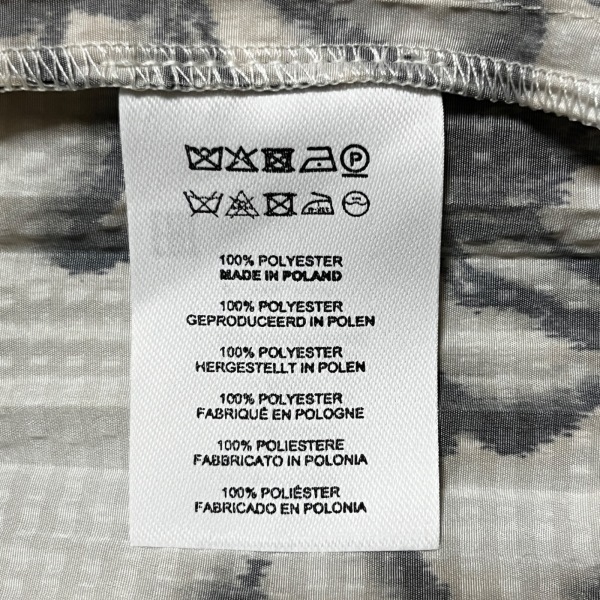 P
100% POLYESTER
MADE IN POLAND
100% POLYESTER
GEPRODUCEERD IN POLEN
100% POLYESTER
HERGESTELLT IN POLEN
100% POLYESTER
FABRIQUÉ EN POLOGNE
100% POLIESTERE
FABBRICATO IN POLONIA
100% POLIÉSTER
FABRICADO EN POLONIA